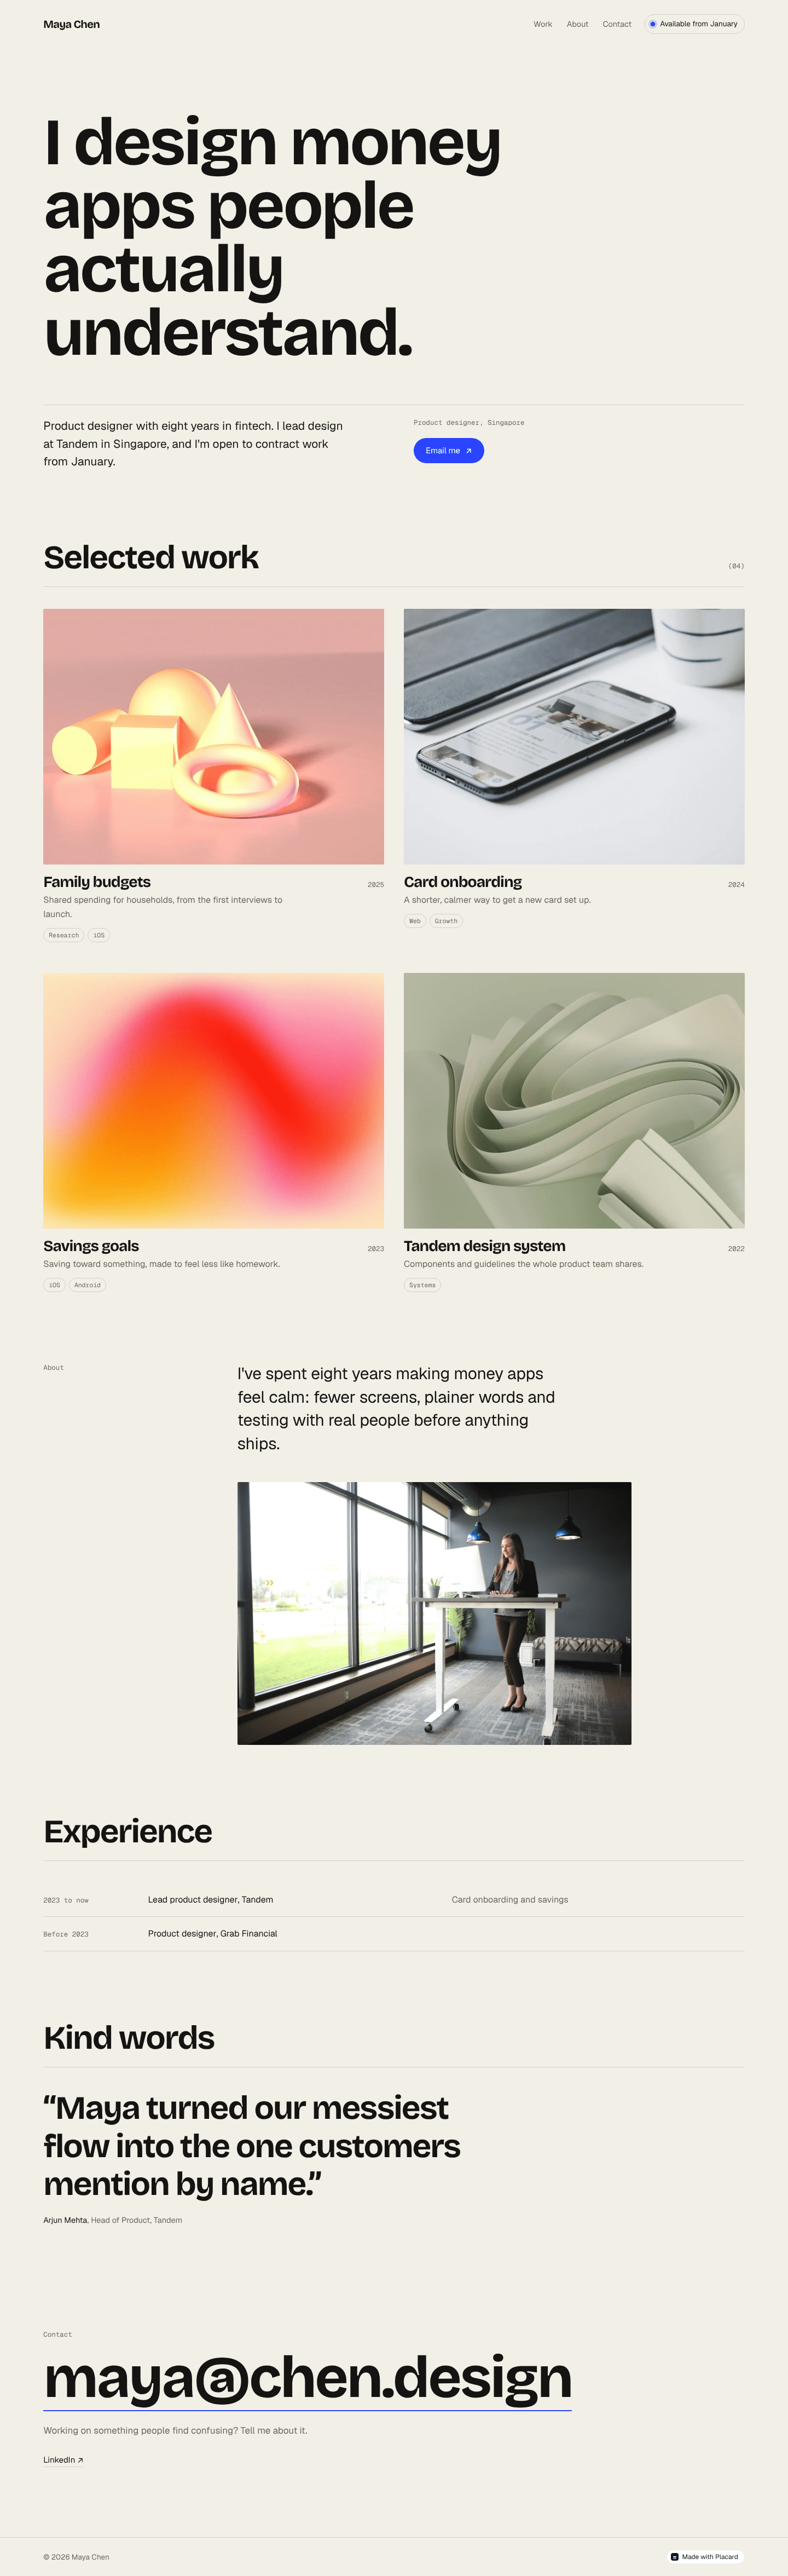 Maya Chen
Work
About
Contact
Available from January
I design money
apps people
actually
understand.
Product designer with eight years in fintech. I lead design
at Tandem in Singapore, and I'm open to contract work
from January.
Product designer, Singapore
Email me ↗
Selected work
(04)
Family budgets
2025
Shared spending for households, from the first interviews to
launch.
Research
iOS
Card onboarding
2024
A shorter, calmer way to get a new card set up.
Web
Growth
Savings goals
2023
Saving toward something, made to feel less like homework.
iOS
Android
Tandem design system
2022
Components and guidelines the whole product team shares.
Systems
About
I've spent eight years making money apps
feel calm: fewer screens, plainer words and
testing with real people before anything
ships.
Experience
2023 to now
Lead product designer, Tandem
Card onboarding and savings
Before 2023
Product designer, Grab Financial
Kind words
“Maya turned our messiest
flow into the one customers
mention by name.”
Arjun Mehta, Head of Product, Tandem
Contact
maya@chen.design
Working on something people find confusing? Tell me about it.
LinkedIn ↗
© 2026 Maya Chen
Made with Placard